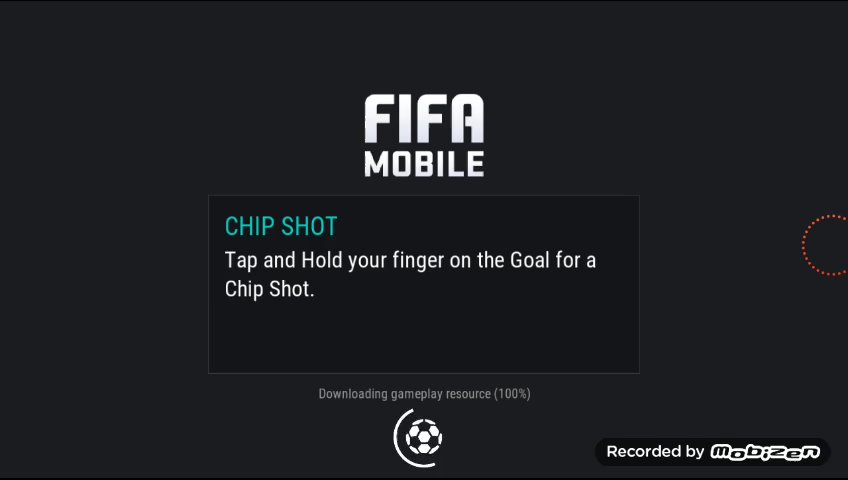 FIFA
MOBILE
CHIP SHOT
Tap and Hold your finger on the Goal for a
Chip Shot.
Downloading gameplay resource (100%)
Recorded by Mobizen